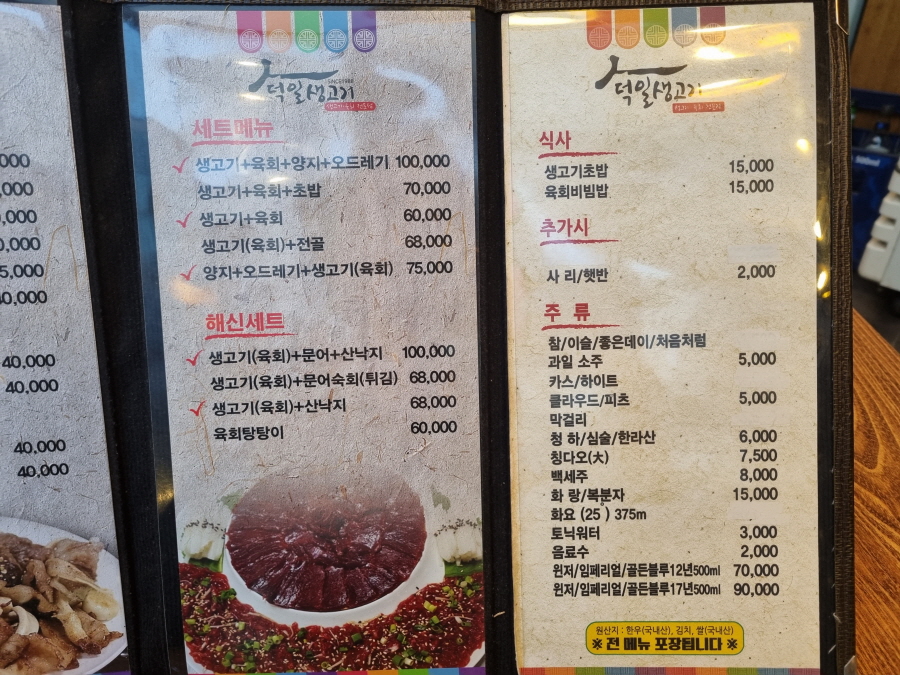 000
,000
,000
0,000
5,000
40,000
40,000
40,000
40,000
40,000
SINCE1988
덕일생고기
세트메뉴
생고기+육회+양지+오드레기 100,000
생고기+육회+초밥 70,000
생고기+육회 60,000
생고기(육회)+전골 68,000
양지+오드레기+생고기(육회) 75,000
해신세트
생고기(육회)+문어+산낙지 100,000
생고기(육회)+문어숙회(튀김) 68,000
생고기(육회)+산낙지 68,000
육회탕탕이 60,000
덕일생고기
식사
생고기초밥 15,000
육회비빔밥 15,000
추가시
사 리/햇반 2,000
주 류
참/이슬/좋은데이/처음처럼
과일 소주 5,000
카스/하이트
클라우드/피츠 5,000
막걸리
청 하/심술/한라산 6,000
칭다오(大) 7,500
백세주 8,000
화 랑/복분자 15,000
화요 (25˚) 375m
토닉워터 3,000
음료수 2,000
윈저/임페리얼/골든블루12년500ml 70,000
윈저/임페리얼/골든블루17년500ml 90,000
원산지 : 한우(국내산), 김치, 쌀(국내산)
※ 전 메뉴 포장됩니다 ※
500ml